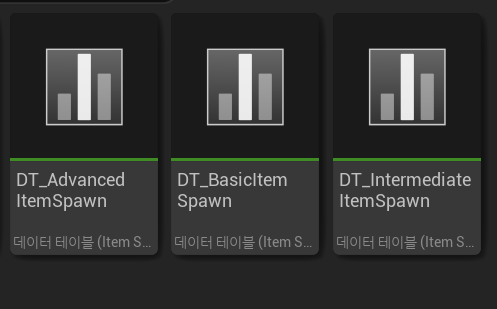 DT_Advanced
ItemSpawn
데이터 테이블 (Item S...
DT_BasicItem
Spawn
데이터 테이블 (Item S...
DT_Intermediate
ItemSpawn
데이터 테이블 (Item S...